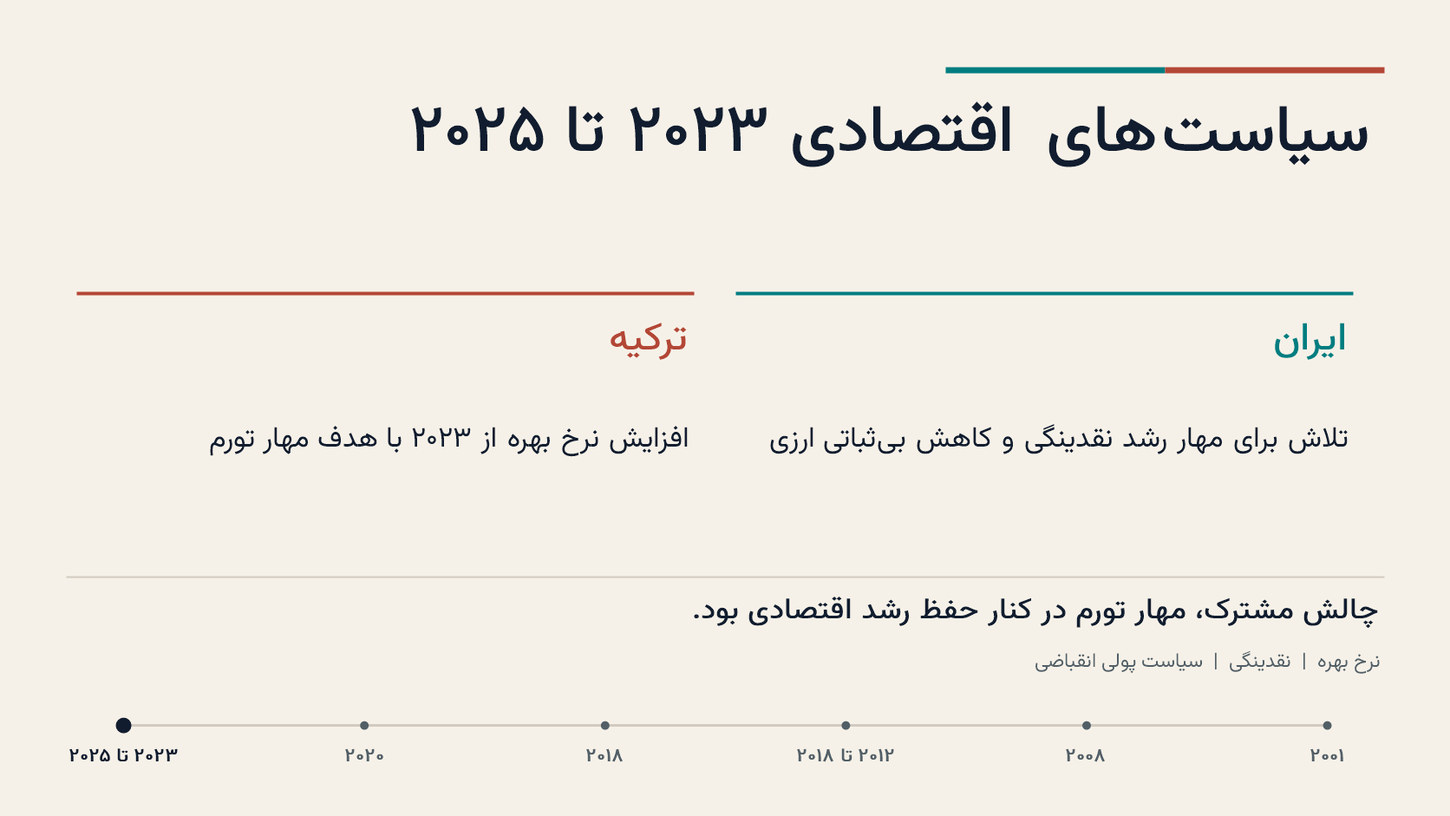 سیاست‌های اقتصادی ۲۰۲۳ تا ۲۰۲۵
ایران
تلاش برای مهار رشد نقدینگی و کاهش بی‌ثباتی ارزی
ترکیه
افزایش نرخ بهره از ۲۰۲۳ با هدف مهار تورم
چالش مشترک، مهار تورم در کنار حفظ رشد اقتصادی بود.
نرخ بهره | نقدینگی | سیاست پولی انقباضی
۲۰۰۱
۲۰۰۸
۲۰۱۲ تا ۲۰۱۸
۲۰۱۸
۲۰۲۰
۲۰۲۳ تا ۲۰۲۵